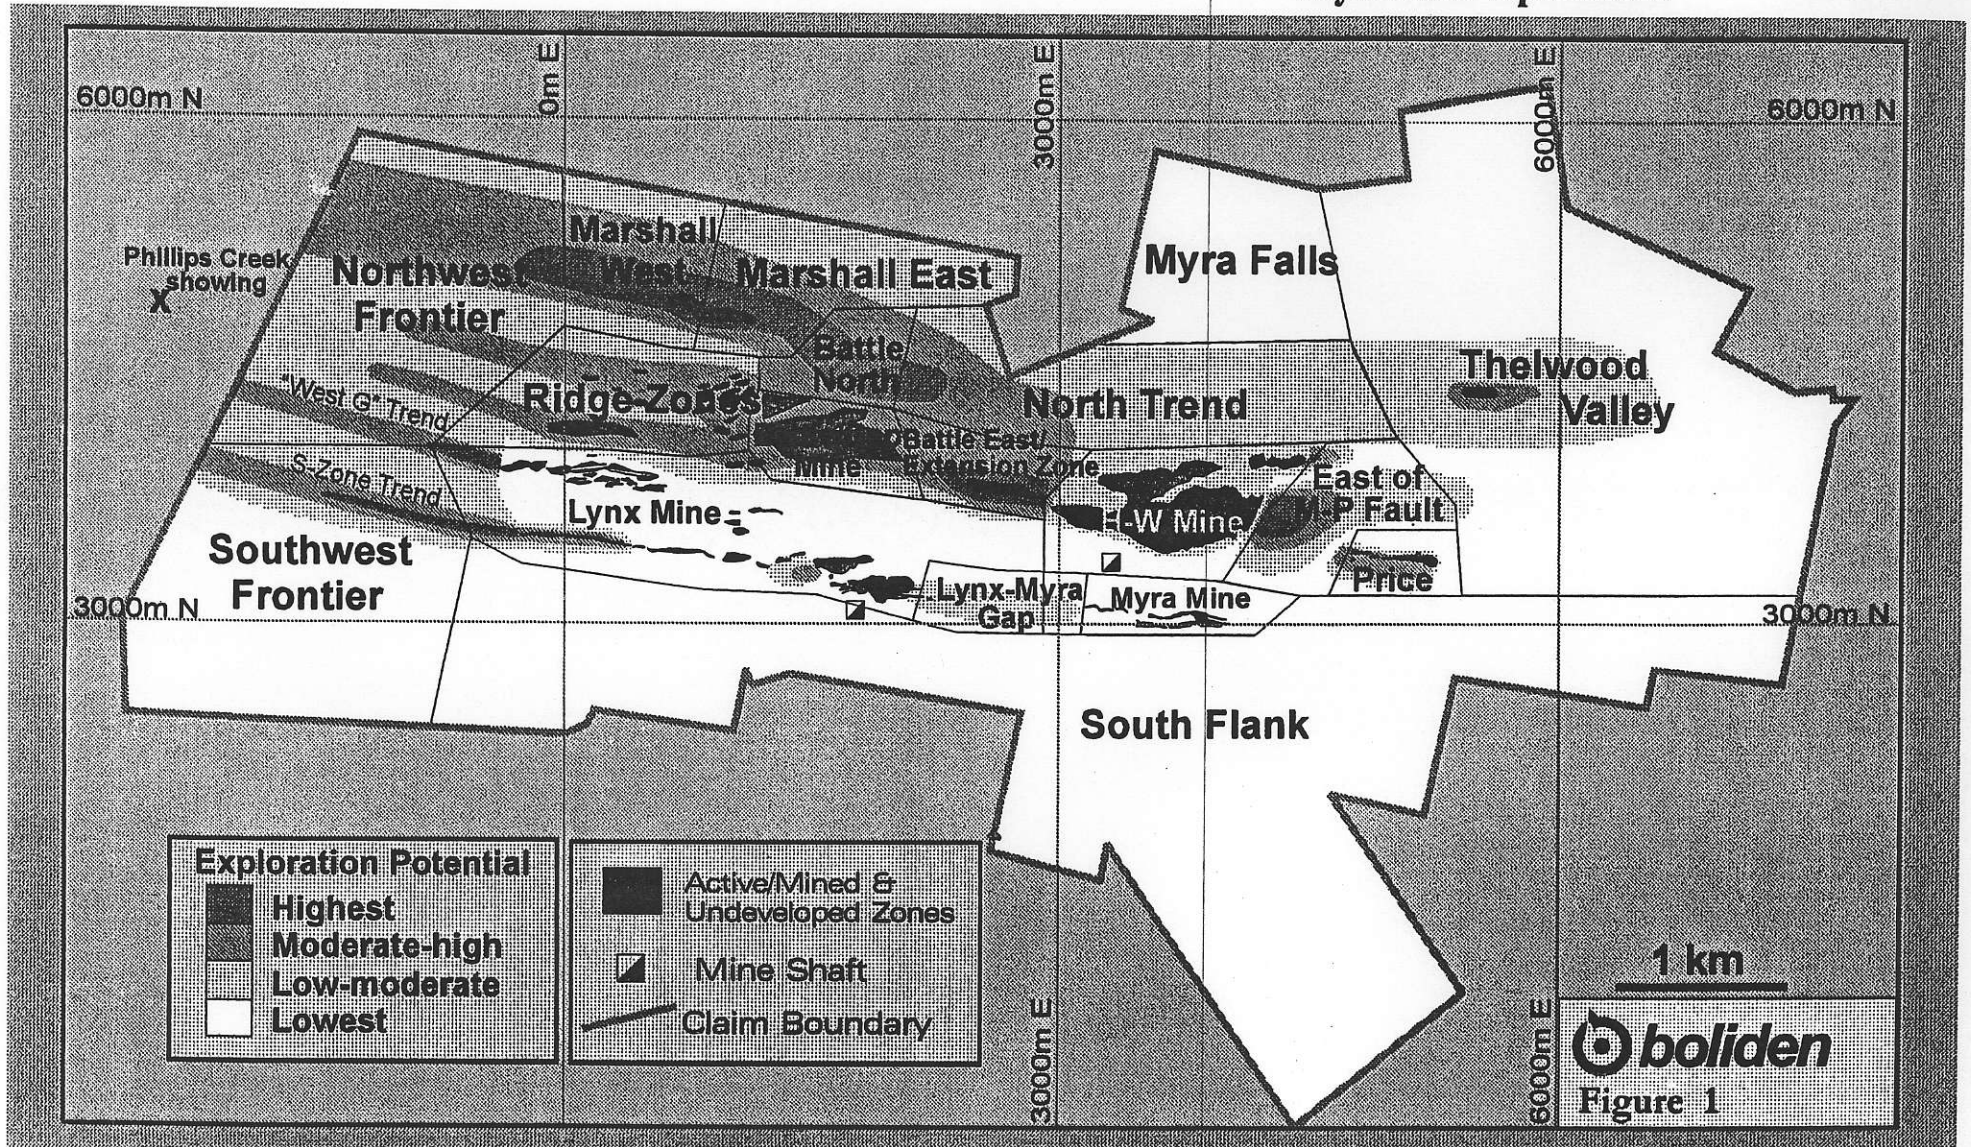 6000m N
0m E
3000m E
6000m E
6000m N
Marshall
West
Marshall East
Myra Falls
Phillips Creek
showing
X
Northwest
Frontier
Battle
North
Thelwood
Valley
"West G" Trend
Ridge Zones
North Trend
Battle East/
Extension Zone
Mine
S-Zone Trend
East of
M-P Fault
Lynx Mine
H-W Mine
Southwest
Frontier
Price
Lynx-Myra
Gap
Myra Mine
3000m N
3000m N
South Flank
Exploration Potential
Highest
Moderate-high
Low-moderate
Lowest
Active/Mined &
Undeveloped Zones
Mine Shaft
Claim Boundary
3000m E
6000m E
1 km
boliden
Figure 1